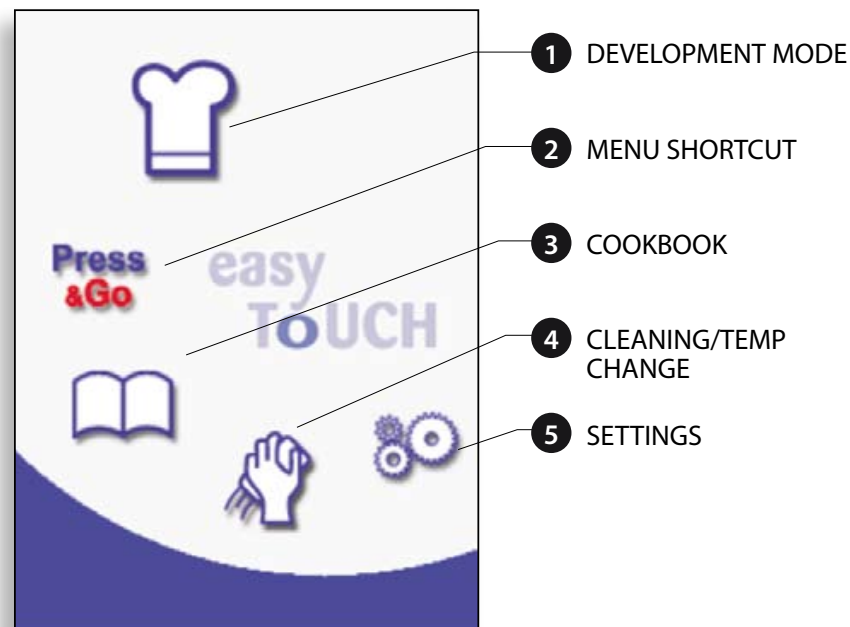 1 DEVELOPMENT MODE
2 MENU SHORTCUT
Press
&Go
easy
ToUCH
3 COOKBOOK
4 CLEANING/TEMP
CHANGE
5 SETTINGS